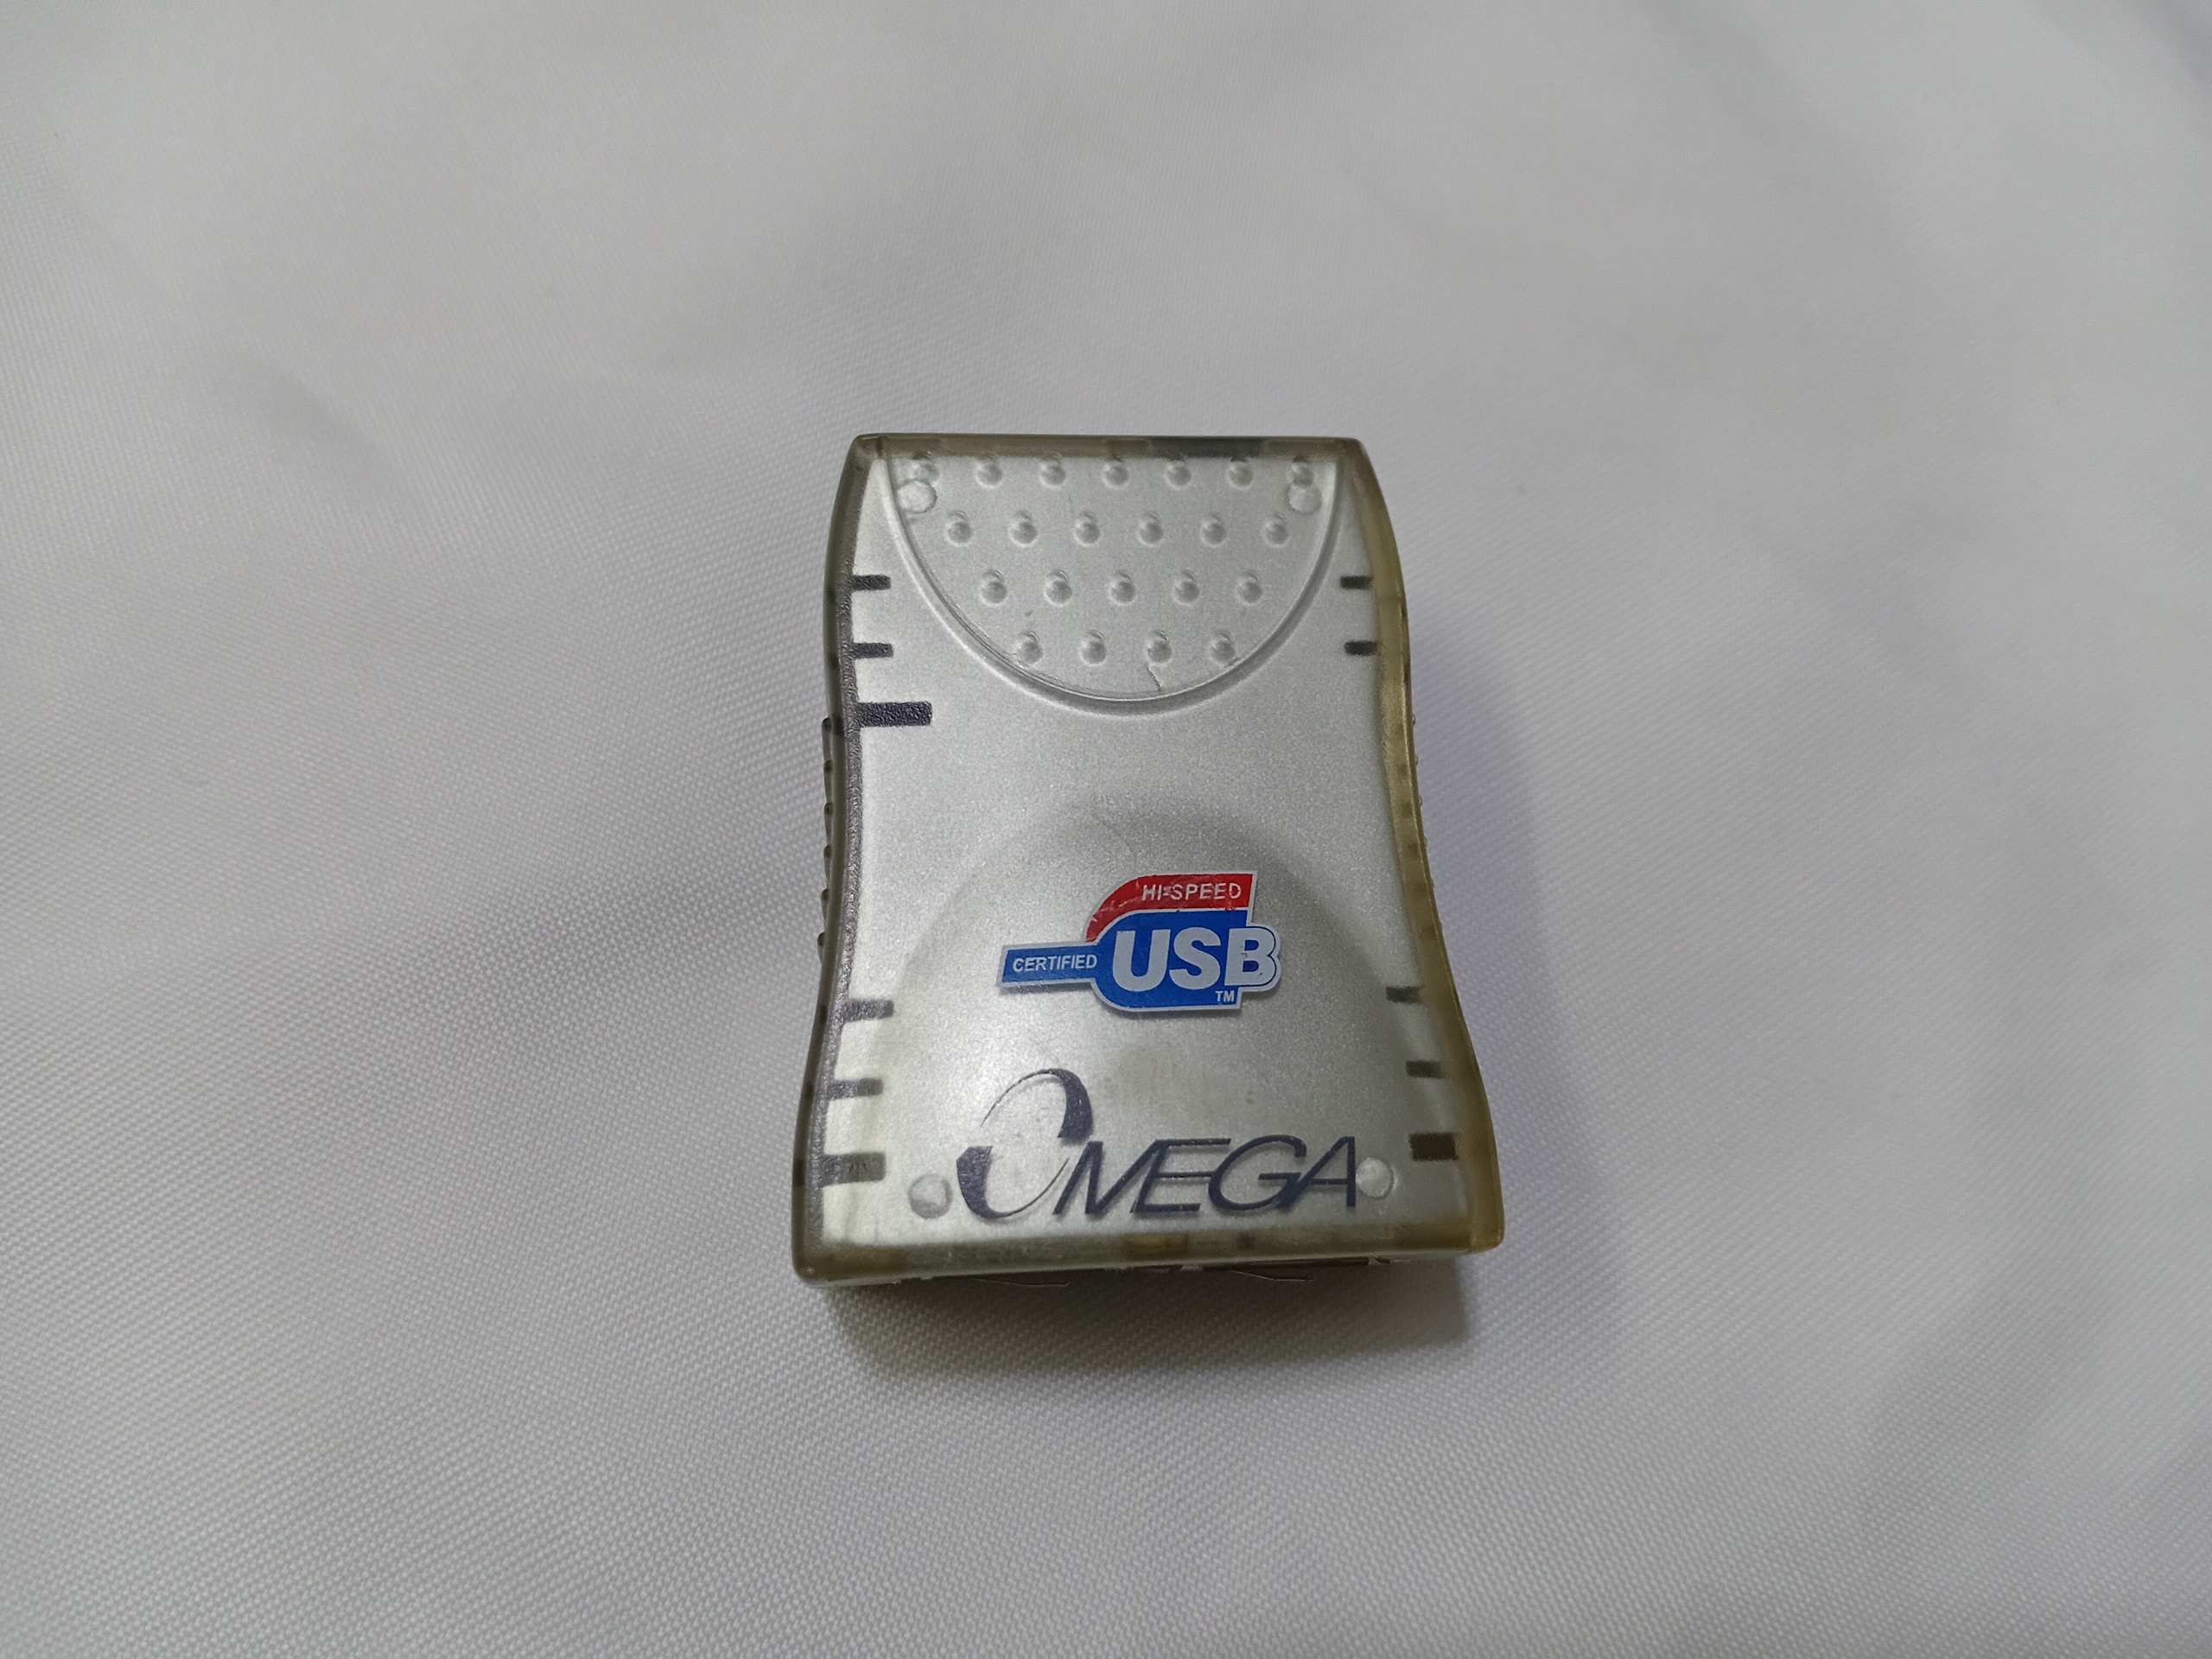 HI-SPEED
CERTIFIED USB
TM
OMEGA